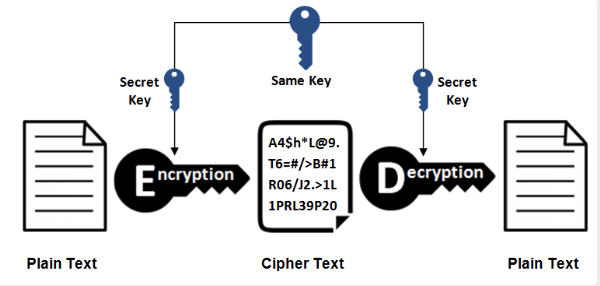 Secret
Key
Same Key
Secret
Key
Encryption
A4$h*L@9.
T6=#/>B#1
R06/J2.>1L
1PRL39P20
Decryption
Plain Text
Cipher Text
Plain Text